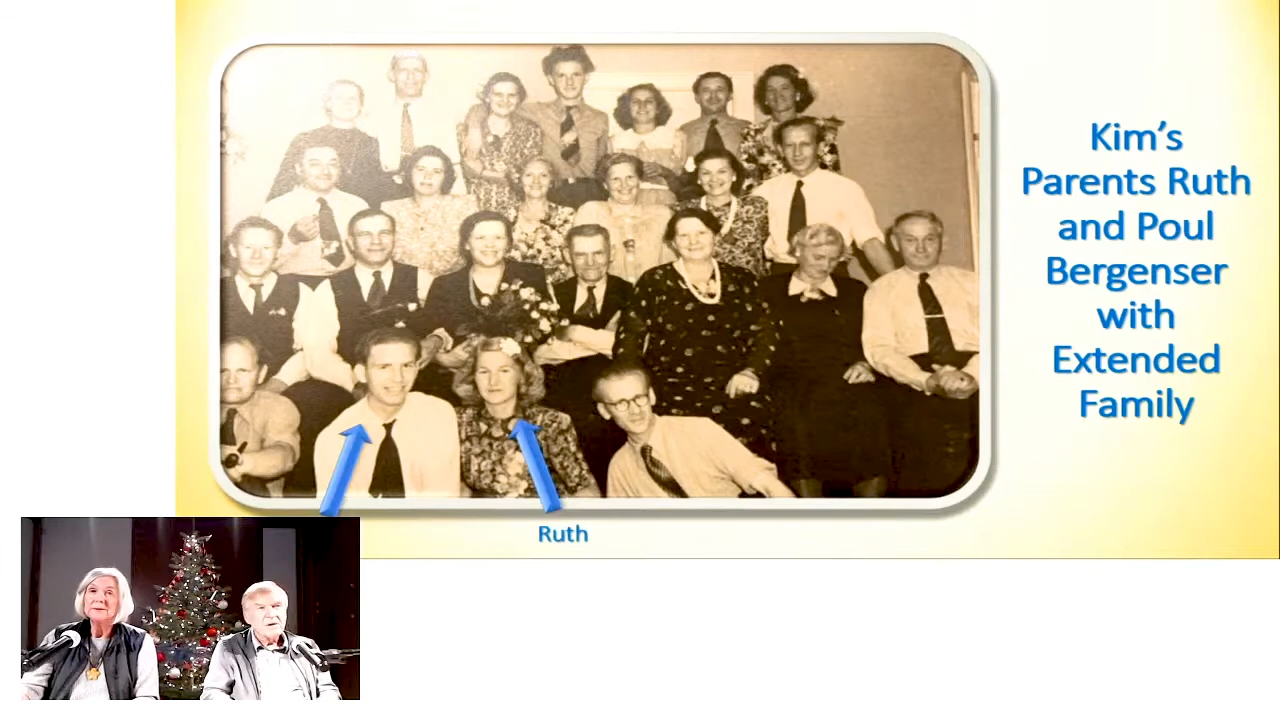 Kim's
Parents Ruth
and Poul
Bergenser
with
Extended
Family
Ruth